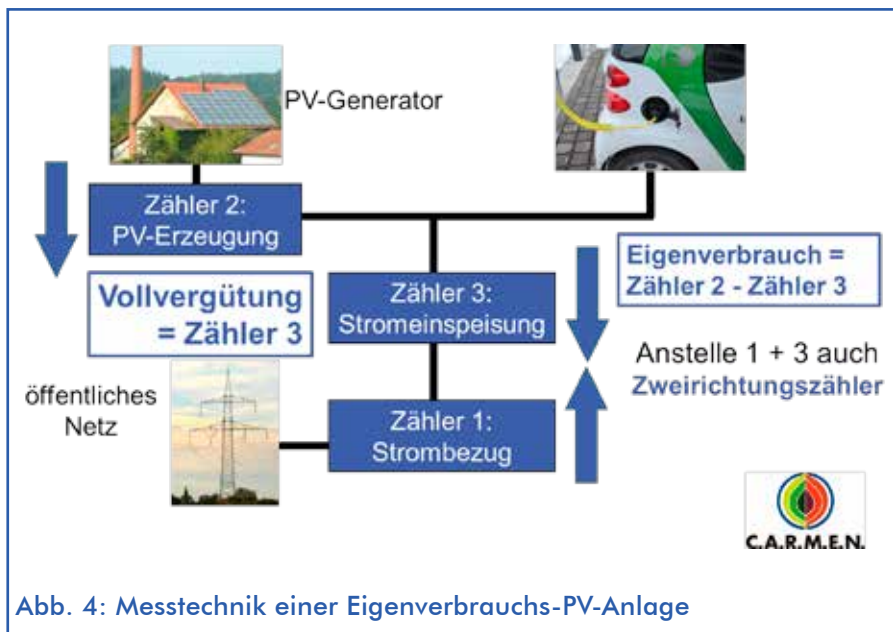 PV-Generator
Zähler 2:
PV-Erzeugung
Vollvergütung
= Zähler 3
Zähler 3:
Stromeinspeisung
Eigenverbrauch =
Zähler 2 - Zähler 3
Anstelle 1 + 3 auch
Zweirichtungszähler
öffentliches
Netz
Zähler 1:
Strombezug
C.A.R.M.E.N.
Abb. 4: Messtechnik einer Eigenverbrauchs-PV-Anlage